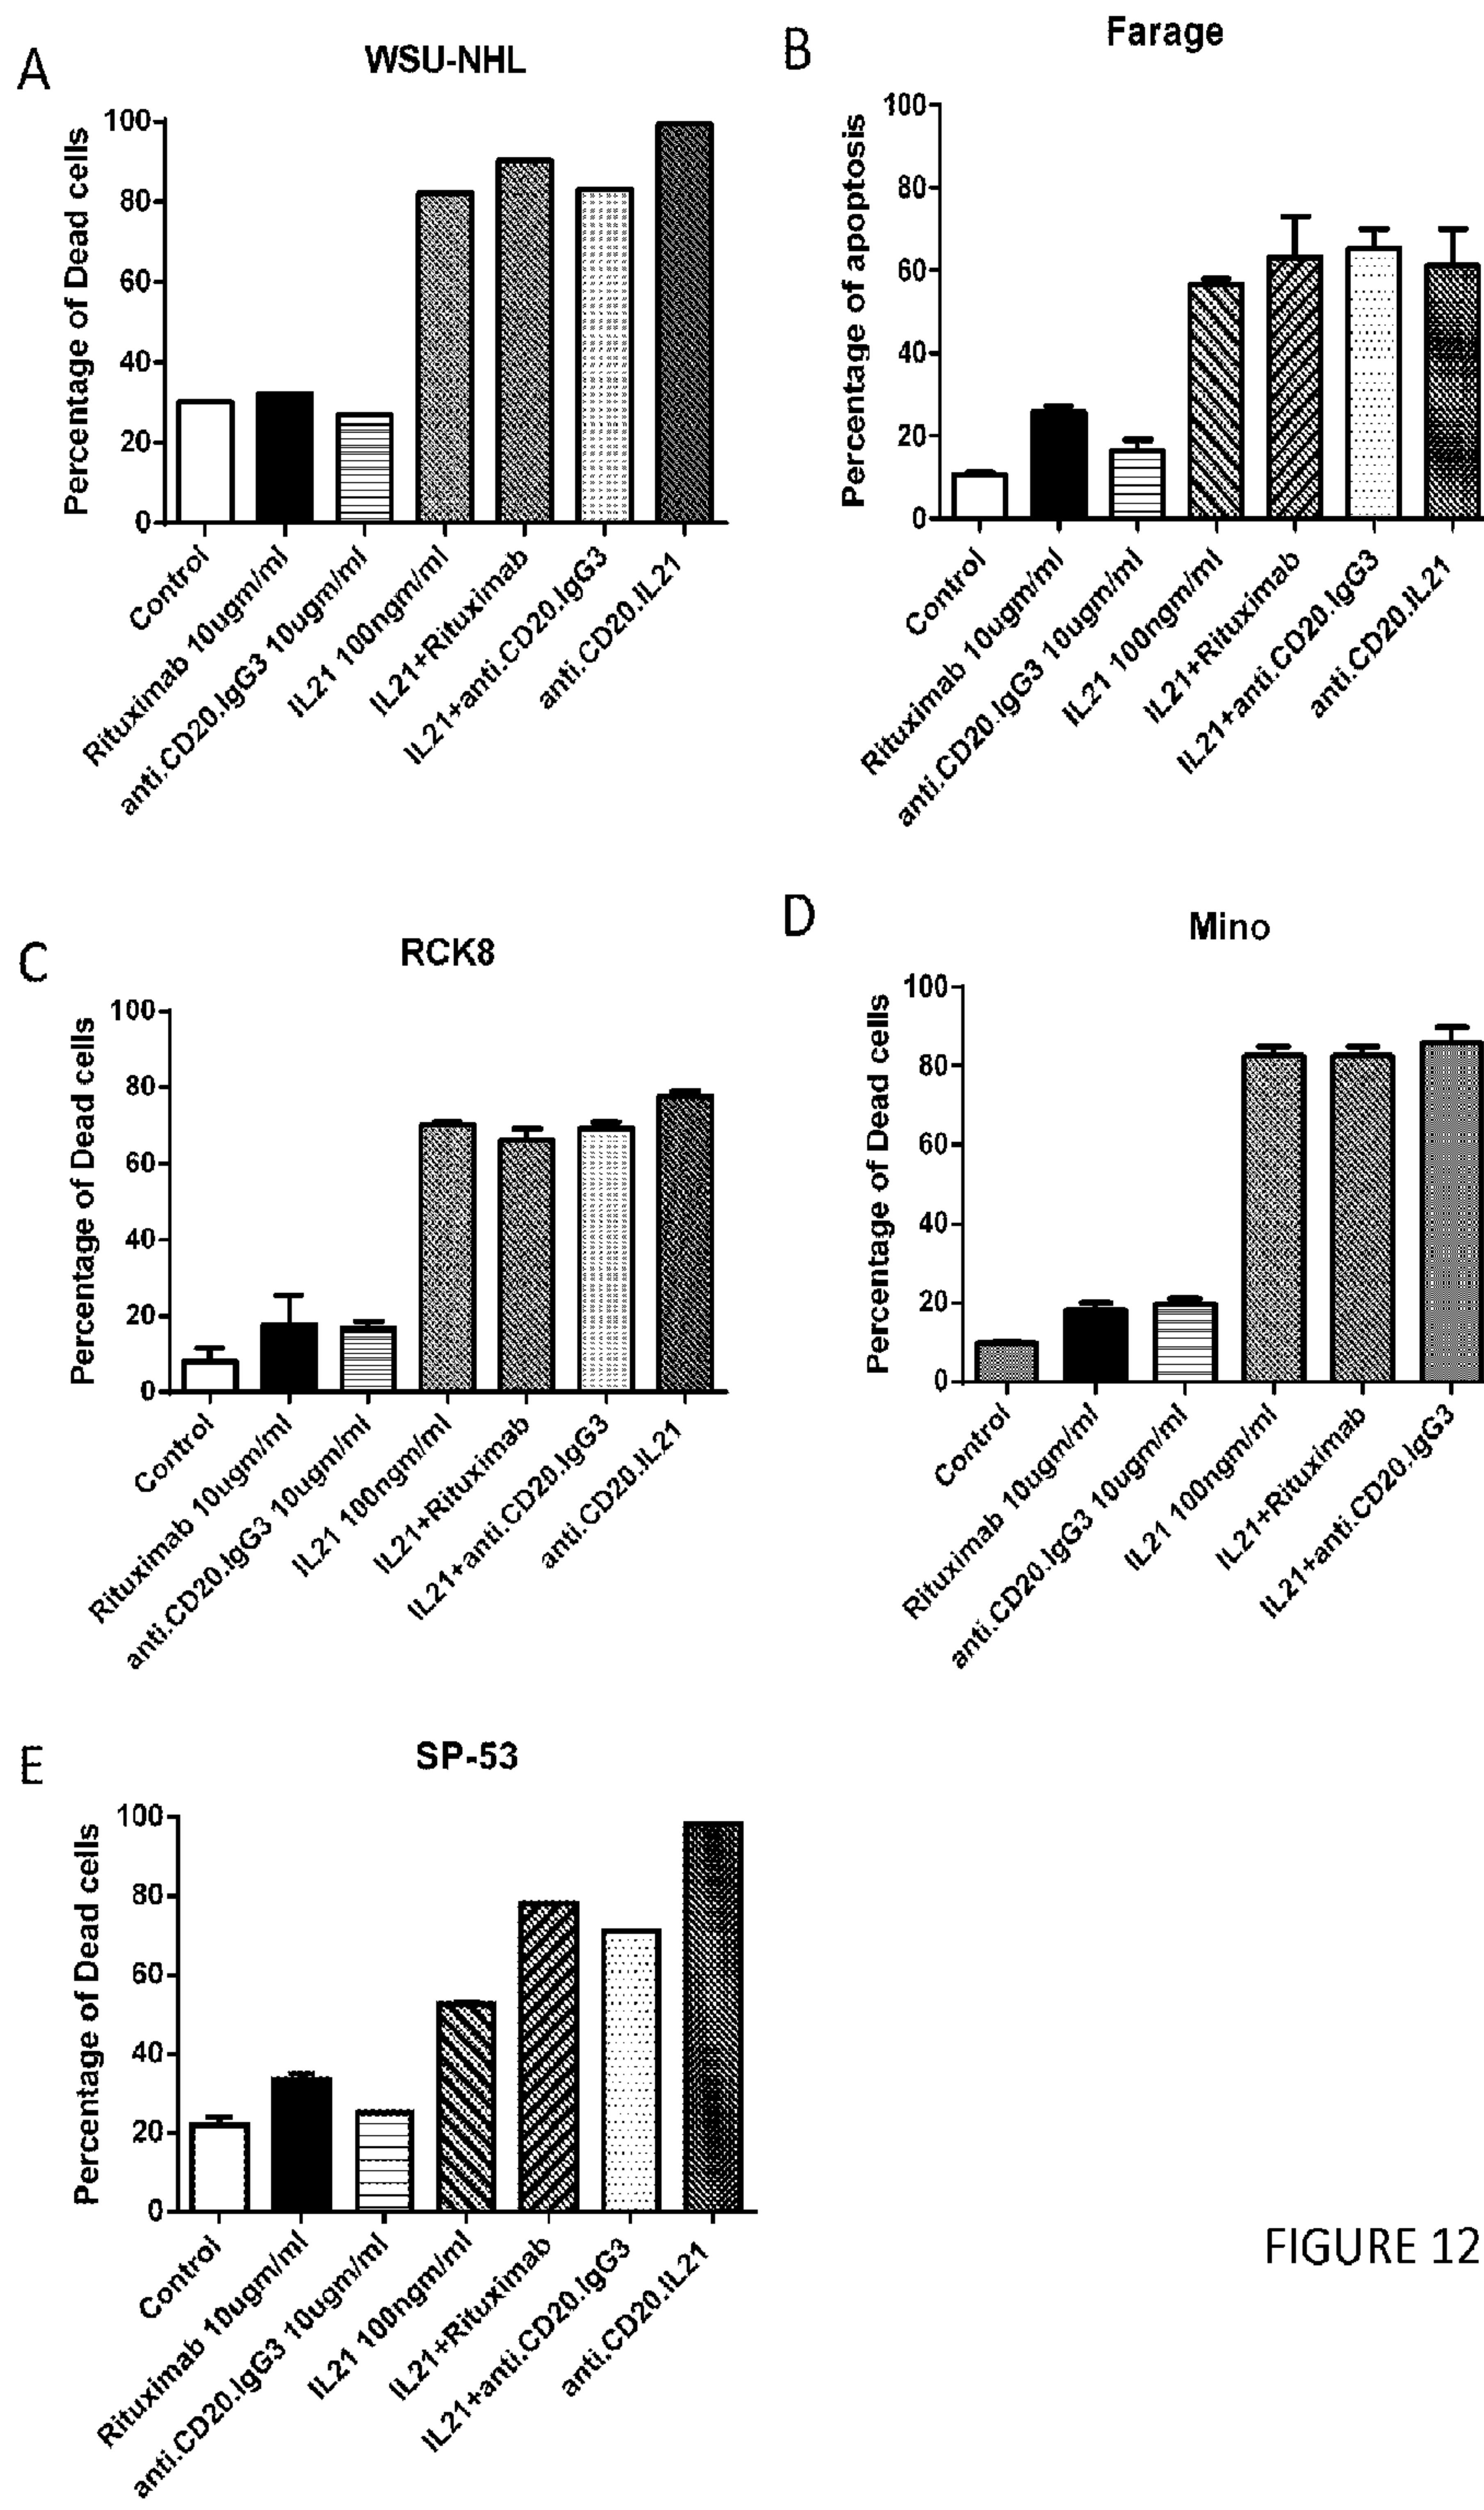 A
WSU-NHL
Percentage of Dead cells
100
80
60
40
20
0
Control
Rituximab 10ugm/ml
anti.CD20.IgG3 10ugm/ml
IL21 100ngm/ml
IL21+Rituximab
IL21+anti.CD20.IgG3
anti.CD20.IL21
B
Farage
Percentage of apoptosis
100
80
60
40
20
0
Control
Rituximab 10ugm/ml
anti.CD20.IgG3 10ugm/ml
IL21 100ngm/ml
IL21+Rituximab
IL21+anti.CD20.IgG3
anti.CD20.IL21
C
RCK8
Percentage of Dead cells
100
80
60
40
20
0
Control
Rituximab 10ugm/ml
anti.CD20.IgG3 10ugm/ml
IL21 100ngm/ml
IL21+Rituximab
IL21+anti.CD20.IgG3
anti.CD20.IL21
D
Mino
Percentage of Dead cells
100
80
60
40
20
0
Control
Rituximab 10ugm/ml
anti.CD20.IgG3 10ugm/ml
IL21 100ngm/ml
IL21+Rituximab
IL21+anti.CD20.IgG3
E
SP-53
Percentage of Dead cells
100
80
60
40
20
0
Control
Rituximab 10ugm/ml
anti.CD20.IgG3 10ugm/ml
IL21 100ngm/ml
IL21+Rituximab
IL21+anti.CD20.IgG3
anti.CD20.IL21
FIGURE 12